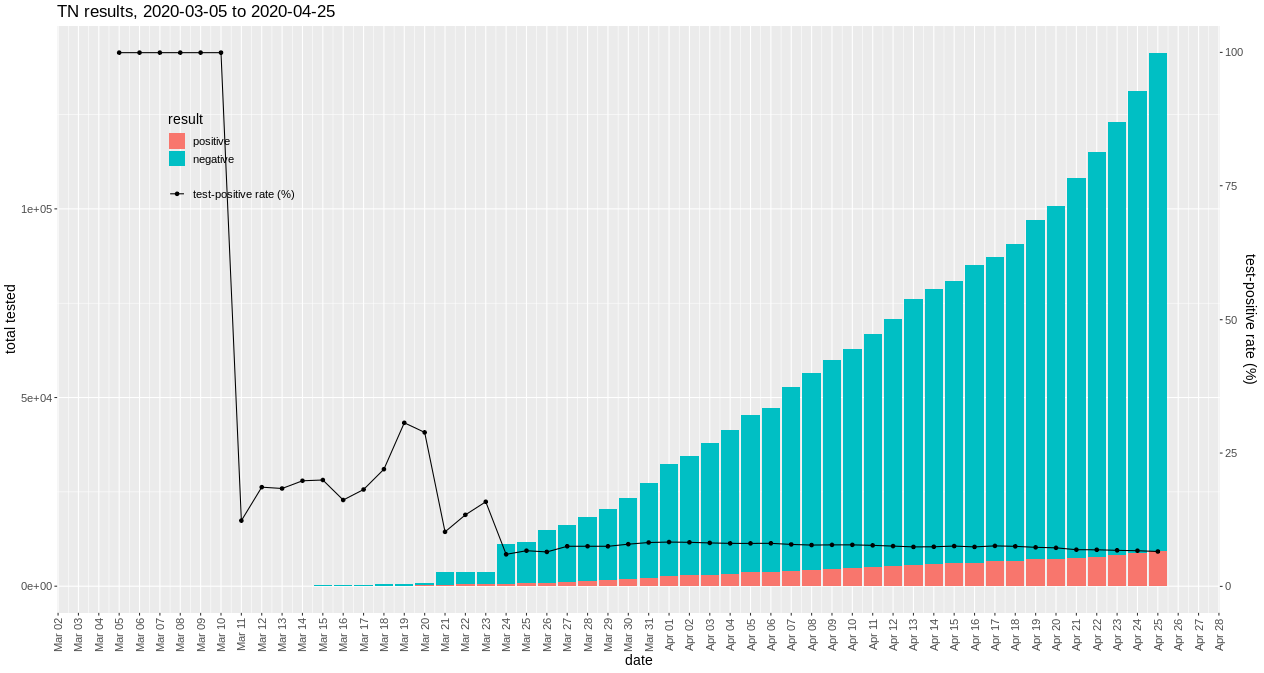 TN results, 2020-03-05 to 2020-04-25
result
positive
negative
test-positive rate (%)
total tested
1e+05
5e+04
0e+00
100
75
50
25
0
test-positive rate (%)
Mar 02
Mar 03
Mar 04
Mar 05
Mar 06
Mar 07
Mar 08
Mar 09
Mar 10
Mar 11
Mar 12
Mar 13
Mar 14
Mar 15
Mar 16
Mar 17
Mar 18
Mar 19
Mar 20
Mar 21
Mar 22
Mar 23
Mar 24
Mar 25
Mar 26
Mar 27
Mar 28
Mar 29
Mar 30
Mar 31
Apr 01
Apr 02
Apr 03
Apr 04
Apr 05
Apr 06
Apr 07
Apr 08
Apr 09
Apr 10
Apr 11
Apr 12
Apr 13
Apr 14
Apr 15
Apr 16
Apr 17
Apr 18
Apr 19
Apr 20
Apr 21
Apr 22
Apr 23
Apr 24
Apr 25
Apr 26
Apr 27
Apr 28
date